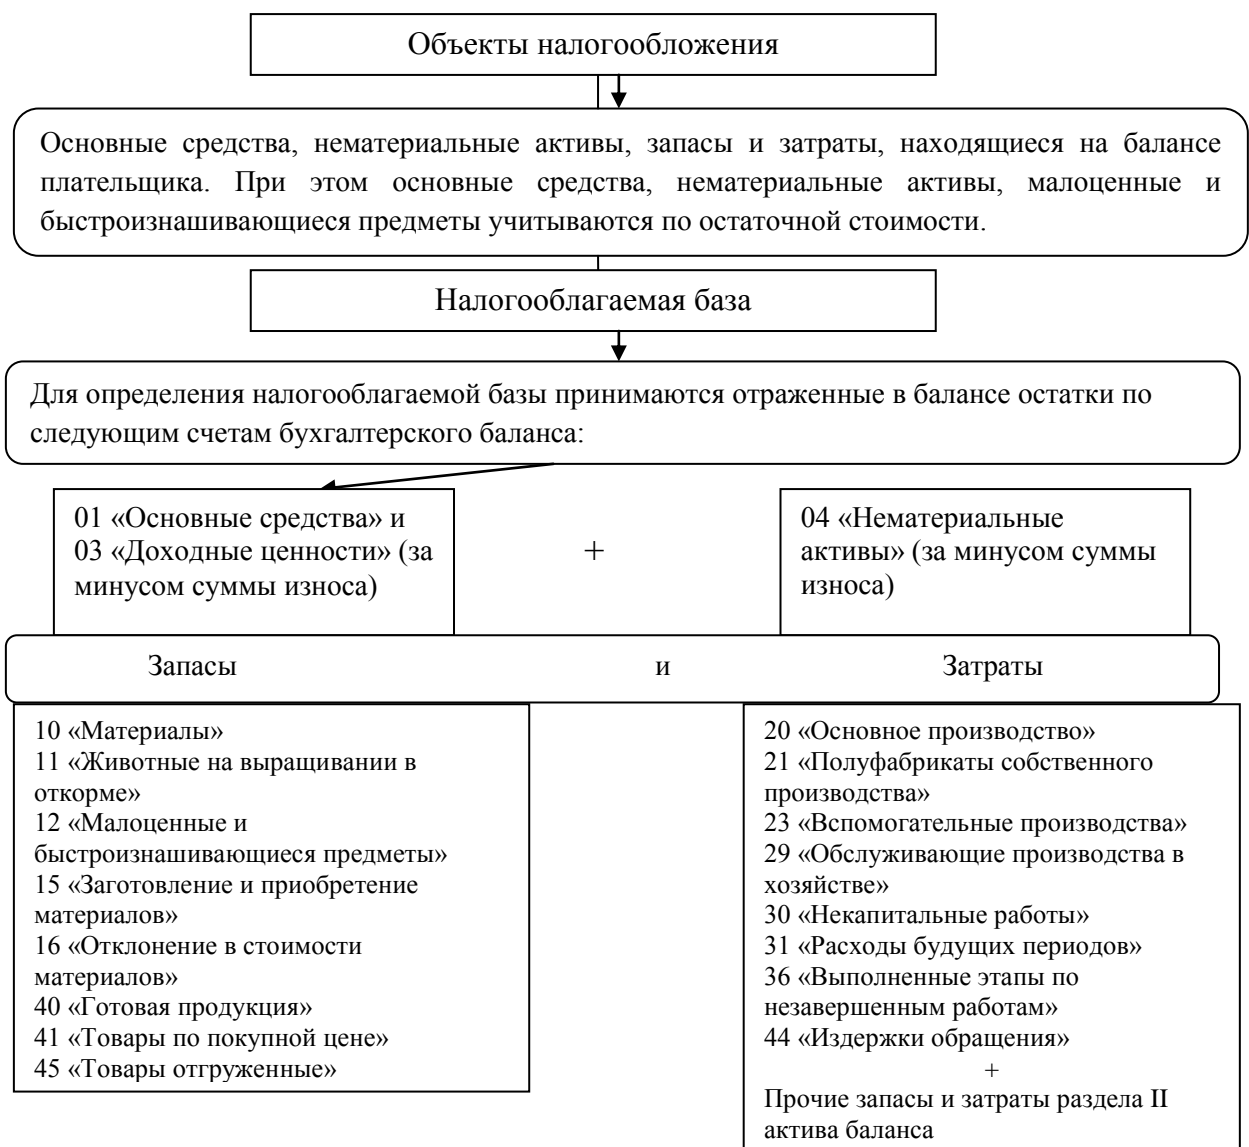 Объекты налогообложения
Основные средства, нематериальные активы, запасы и затраты, находящиеся на балансе
плательщика. При этом основные средства, нематериальные активы, малоценные и
быстроизнашивающиеся предметы учитываются по остаточной стоимости.
Налогооблагаемая база
Для определения налогооблагаемой базы принимаются отраженные в балансе остатки по
следующим счетам бухгалтерского баланса:
01 «Основные средства» и
03 «Доходные ценности» (за
минусом суммы износа)
+
04 «Нематериальные
активы» (за минусом суммы
износа)
Запасы и Затраты
10 «Материалы»
11 «Животные на выращивании в
откорме»
12 «Малоценные и
быстроизнашивающиеся предметы»
15 «Заготовление и приобретение
материалов»
16 «Отклонение в стоимости
материалов»
40 «Готовая продукция»
41 «Товары по покупной цене»
45 «Товары отгруженные»
20 «Основное производство»
21 «Полуфабрикаты собственного
производства»
23 «Вспомогательные производства»
29 «Обслуживающие производства в
хозяйстве»
30 «Некапитальные работы»
31 «Расходы будущих периодов»
36 «Выполненные этапы по
незавершенным работам»
44 «Издержки обращения»
+
Прочие запасы и затраты раздела II
актива баланса